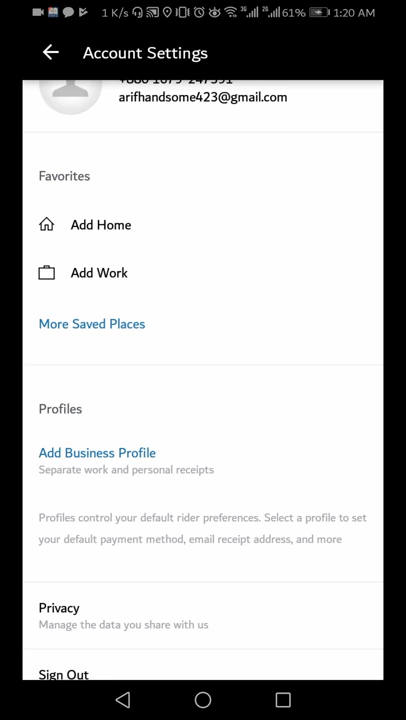 1 K/s 3G 2G 61% 1:20 AM
Account Settings
arifhandsome423@gmail.com
Favorites
Add Home
Add Work
More Saved Places
Profiles
Add Business Profile
Separate work and personal receipts
Profiles control your default rider preferences. Select a profile to set
your default payment method, email receipt address, and more
Privacy
Manage the data you share with us
Sign Out